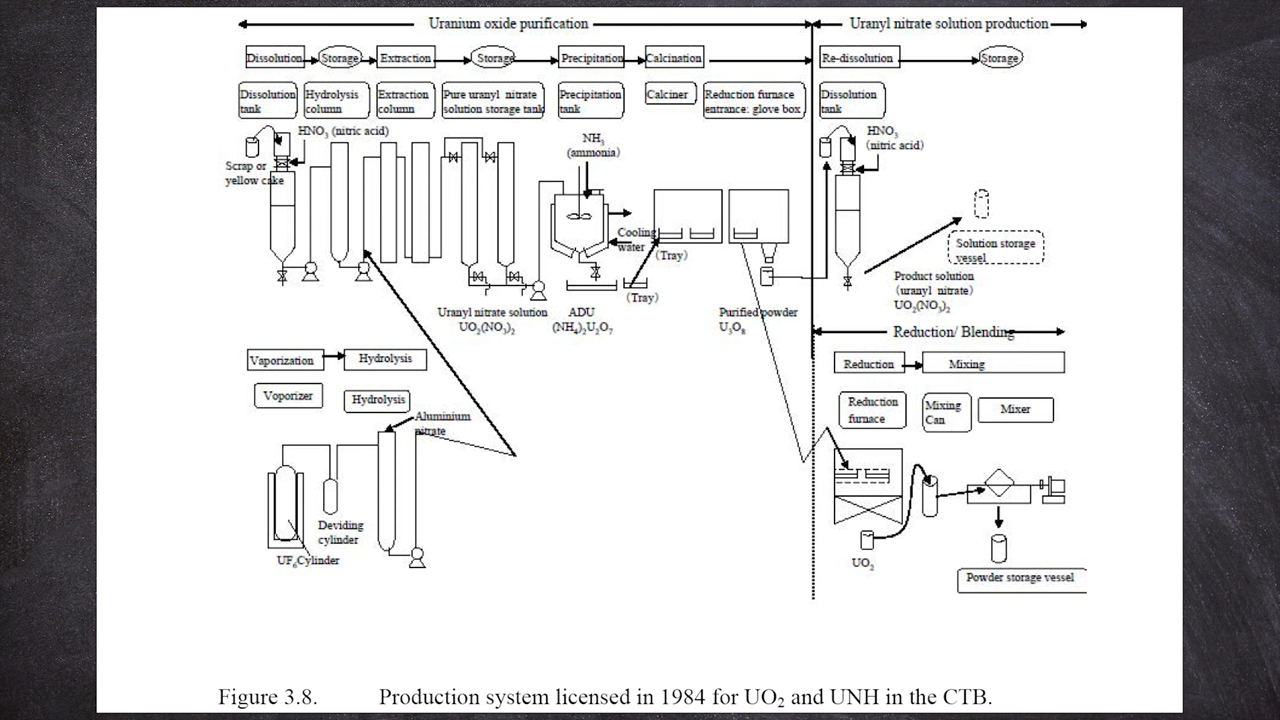 Uranium oxide purification
Uranyl nitrate solution production
Dissolution
Storage
Extraction
Storage
Precipitation
Calcination
Re-dissolution
Storage
Dissolution
tank
Hydrolysis
column
Extraction
column
Pure uranyl nitrate
solution storage tank
Precipitation
tank
Calciner
Reduction furnace
entrance: glove box
Dissolution
tank
HNO₃ (nitric acid)
Scrap or
yellow cake
NH₃
(ammonia)
HNO₃
(nitric acid)
Cooling
water
(Tray)
(Tray)
Solution storage
vessel
Product solution
(uranyl nitrate)
UO₂(NO₃)₂
Uranyl nitrate solution
UO₂(NO₃)₂
ADU
(NH₄)₂U₂O₇
Purified powder
U₃O₈
Reduction/ Blending
Vaporization
Hydrolysis
Reduction
Mixing
Voporizer
Hydrolysis
Reduction
furnace
Mixing
Can
Mixer
Aluminium
nitrate
Deviding
cylinder
UF₆Cylinder
UO₂
Powder storage vessel
Figure 3.8. Production system licensed in 1984 for UO₂ and UNH in the CTB.